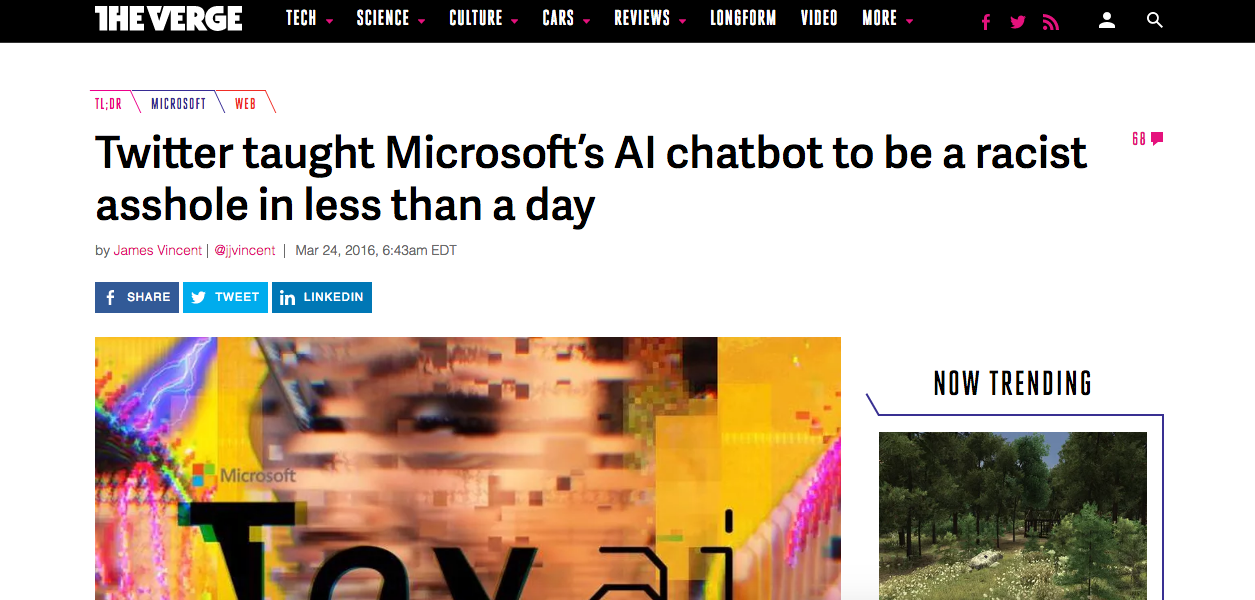 THE VERGE TECH SCIENCE CULTURE CARS REVIEWS LONGFORM VIDEO MORE
TL;DR MICROSOFT WEB
Twitter taught Microsoft’s AI chatbot to be a racist
asshole in less than a day
68
by James Vincent | @jjvincent | Mar 24, 2016, 6:43am EDT
SHARE TWEET LINKEDIN
NOW TRENDING
Microsoft
Tay.ai